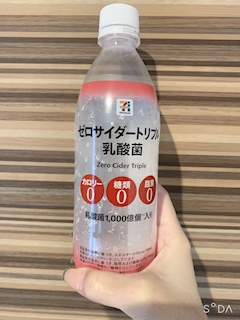 ゼロサイダートリプル
乳酸菌
Zero Cider Triple
カロリー 糖類 脂質
0 0 0
乳酸菌1,000億個 入り
SODA